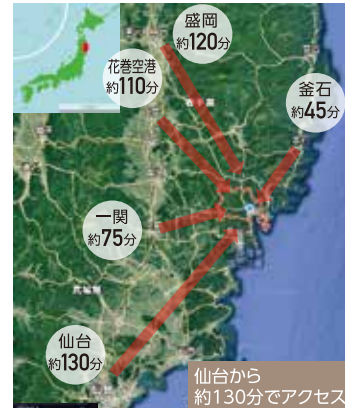 盛岡
約120分
花巻空港
約110分
釜石
約45分
一関
約75分
仙台
約130分
仙台から
約130分でアクセス